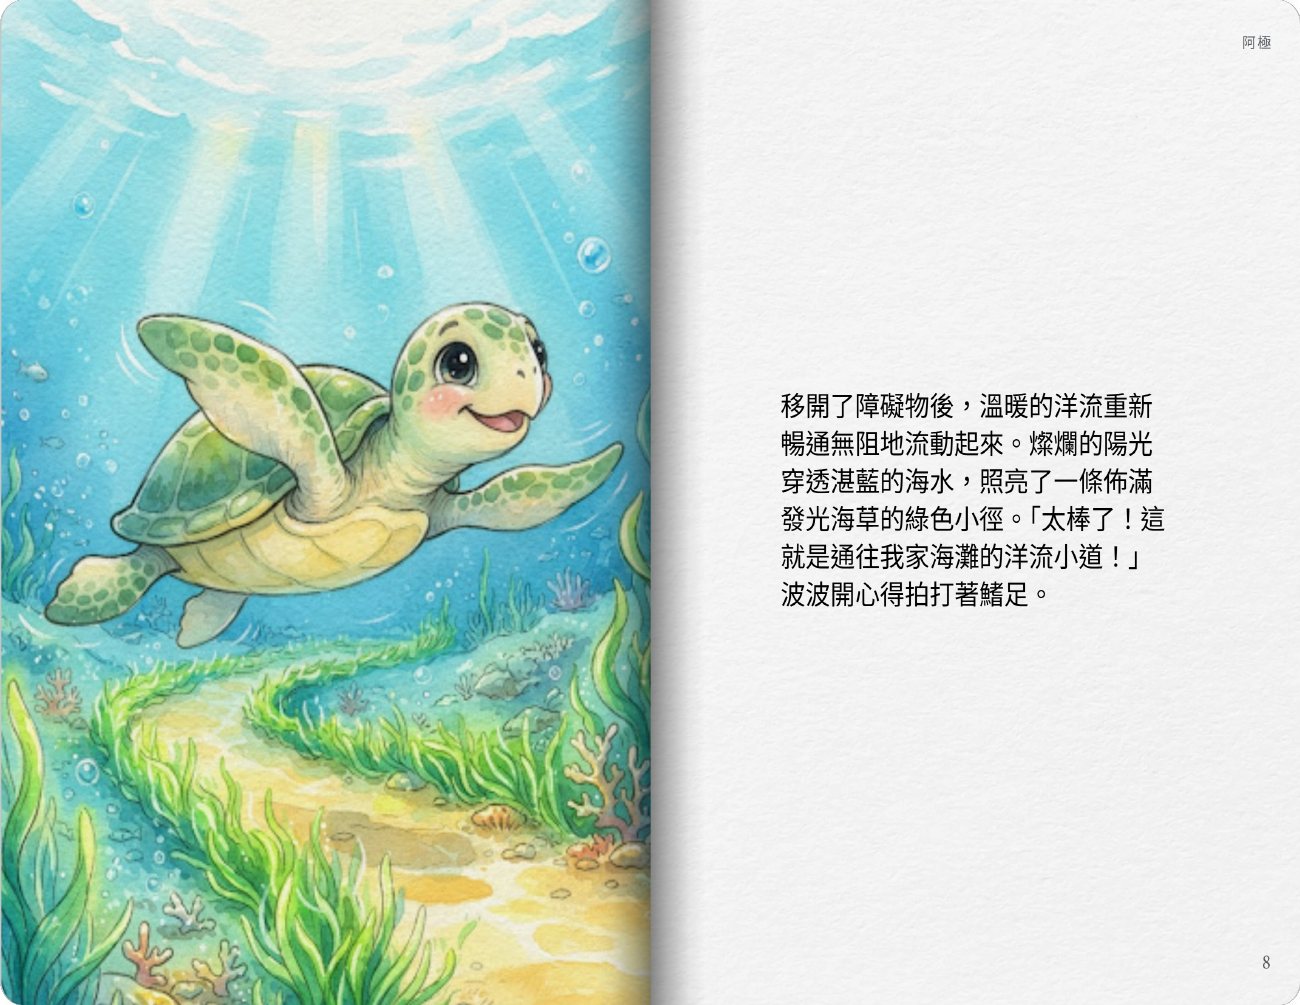 阿極
移開了障礙物後，溫暖的洋流重新
暢通無阻地流動起來。燦爛的陽光
穿透湛藍的海水，照亮了一條佈滿
發光海草的綠色小徑。「太棒了！這
就是通往我家海灘的洋流小道！」
波波開心得拍打著鰭足。
8